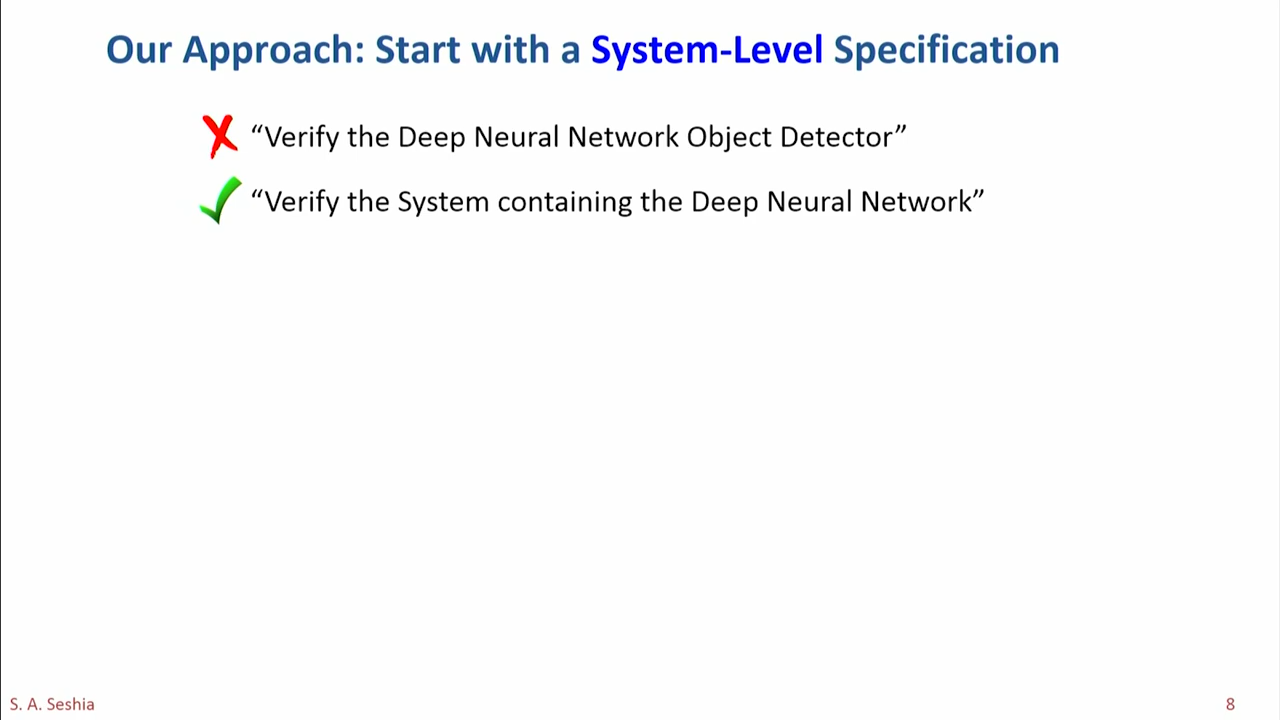 Our Approach: Start with a System-Level Specification
“Verify the Deep Neural Network Object Detector”
“Verify the System containing the Deep Neural Network”
S. A. Seshia
8